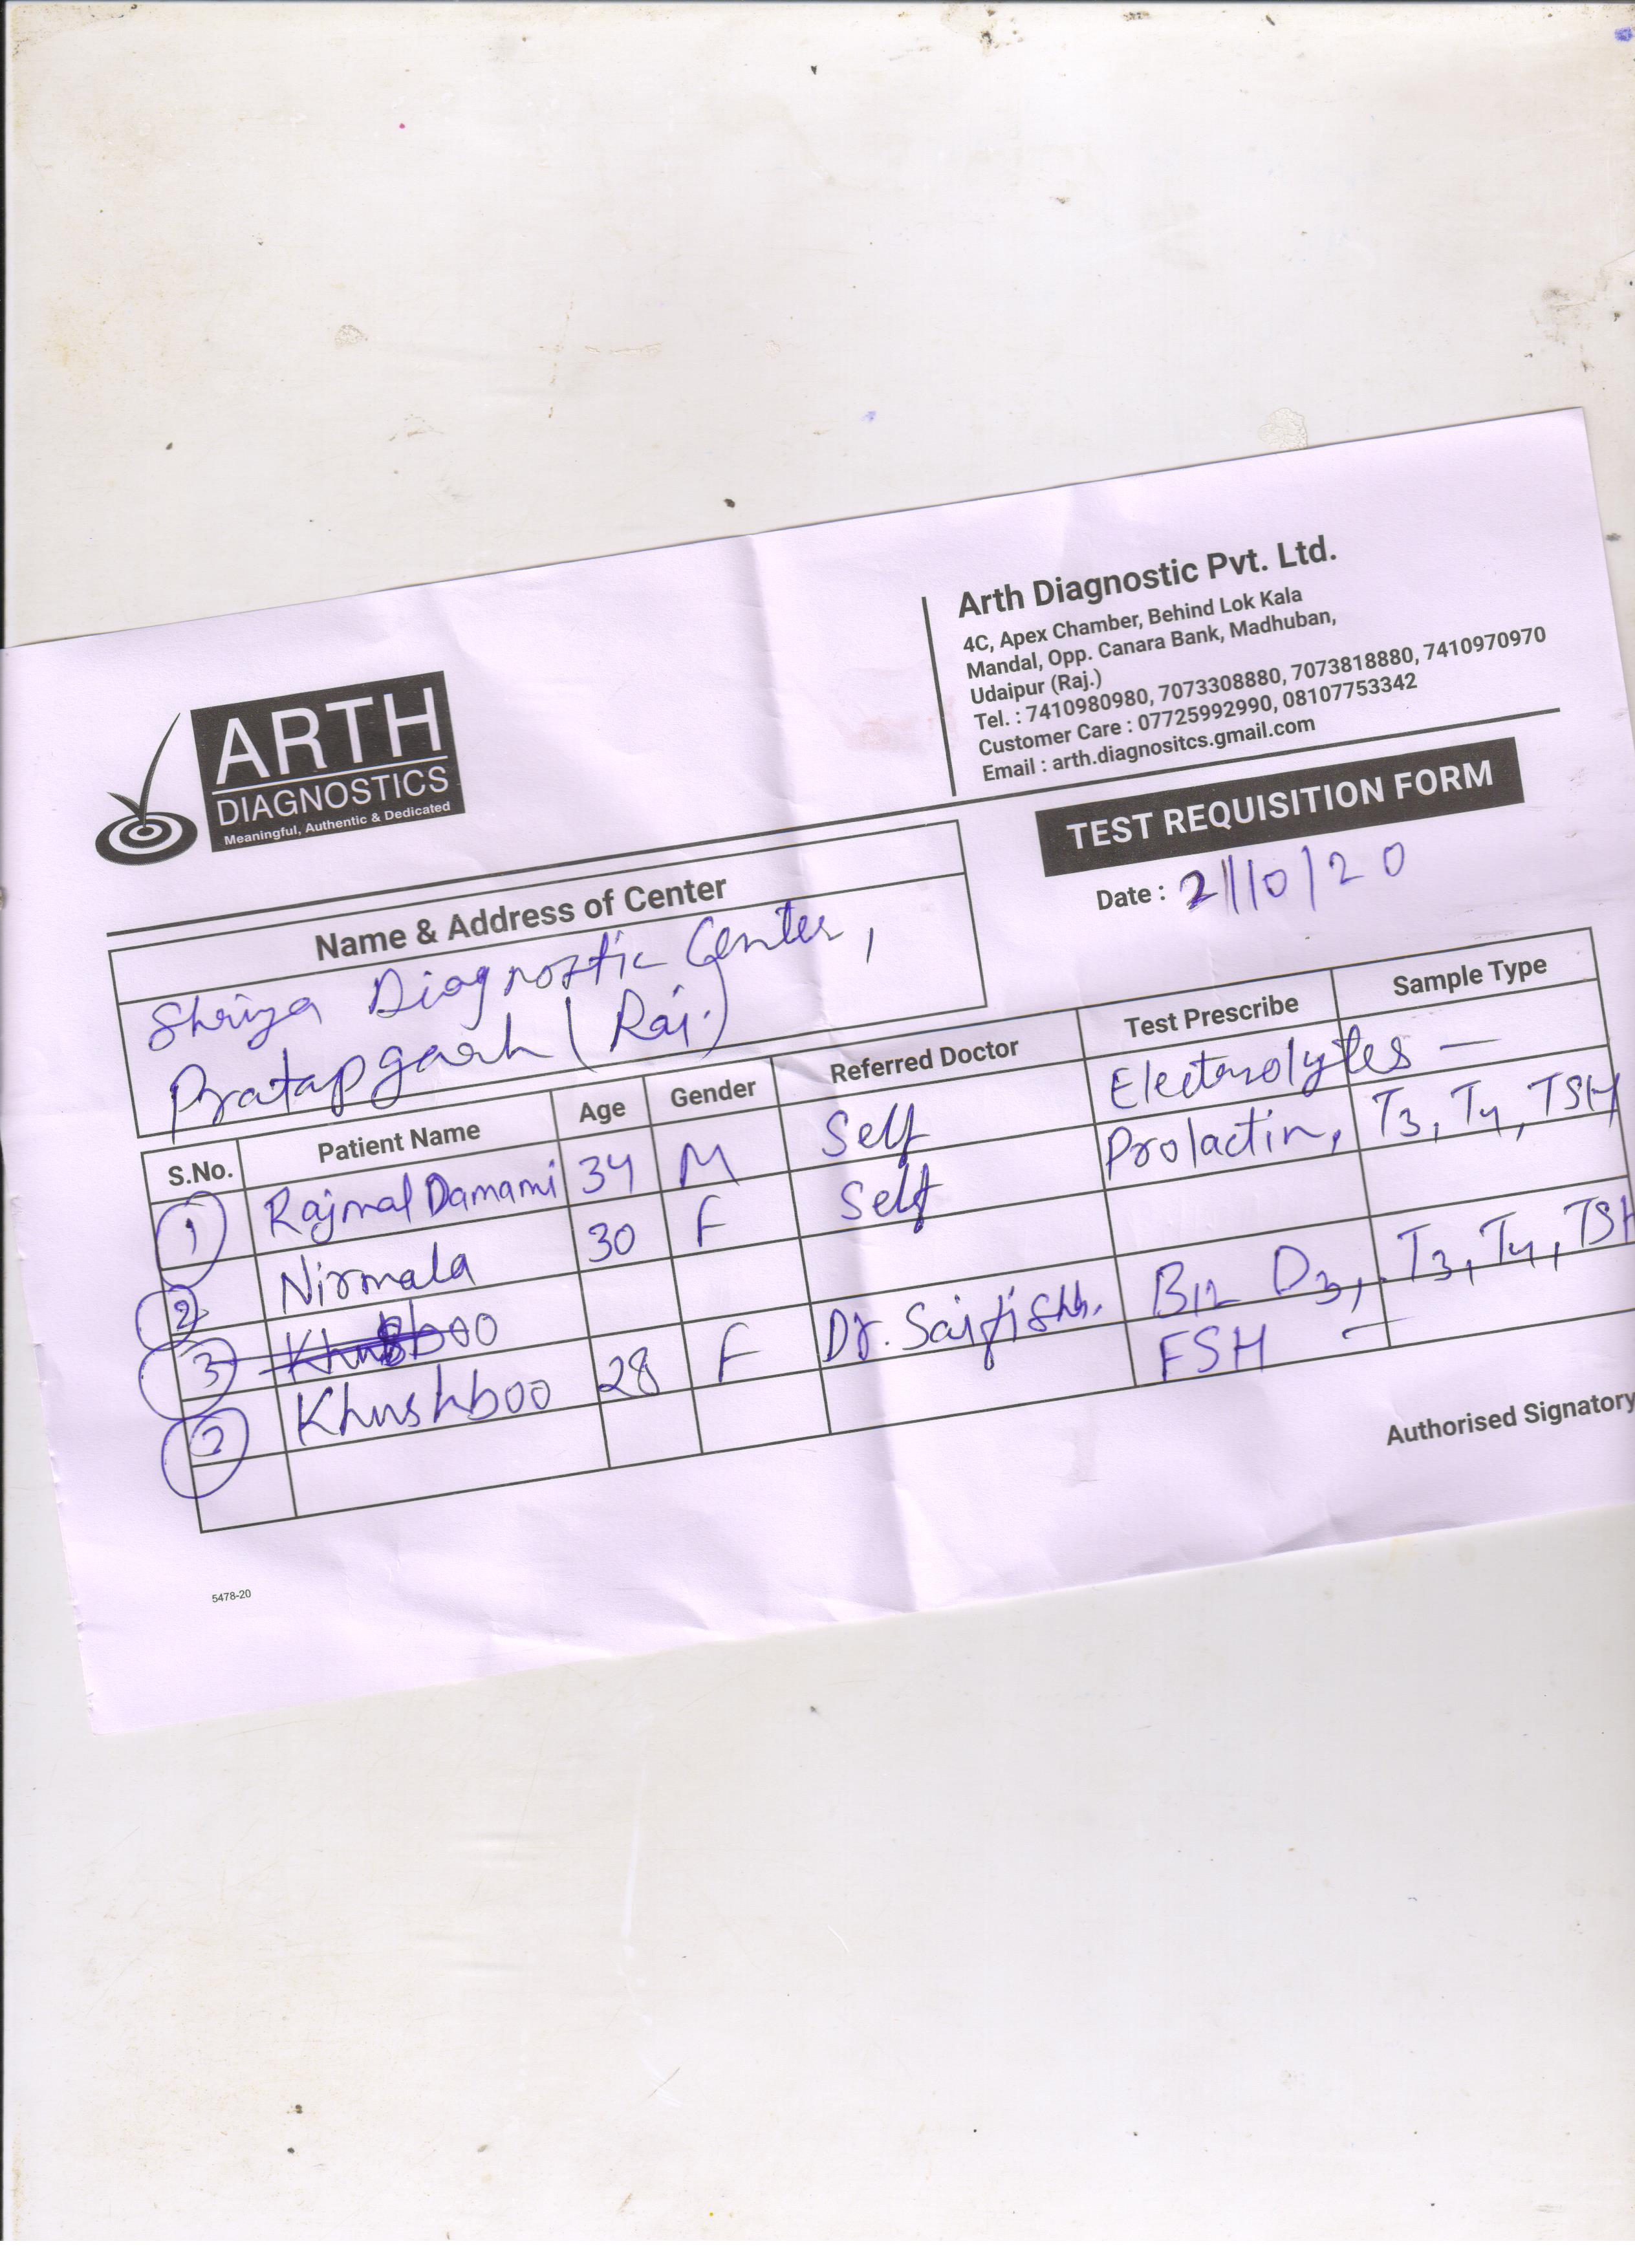 ARTH
DIAGNOSTICS
Meaningful, Authentic & Dedicated
Arth Diagnostic Pvt. Ltd.
4C, Apex Chamber, Behind Lok Kala
Mandal, Opp. Canara Bank, Madhuban,
Udaipur (Raj.)
Tel. : 7410980980, 7073308880, 7073818880, 7410970970
Customer Care : 07725992990, 08107753342
Email : arth.diagnositcs.gmail.com
TEST REQUISITION FORM
Date : 21/10/20
Name & Address of Center
Shriya Diagnostic Center,
Pratapgarh (Raj.)
S.No. Patient Name Age Gender Referred Doctor Test Prescribe Sample Type
1 Rajmal Damami 34 M Self Electrolytes —
2 Nirmala 30 F Self Prolactin, T3, T4, TSH
3 Khushboo
3 Khushboo 28 F Dr. B12 D3, T3, T4, TSH
FSH —
Authorised Signatory
5478-20